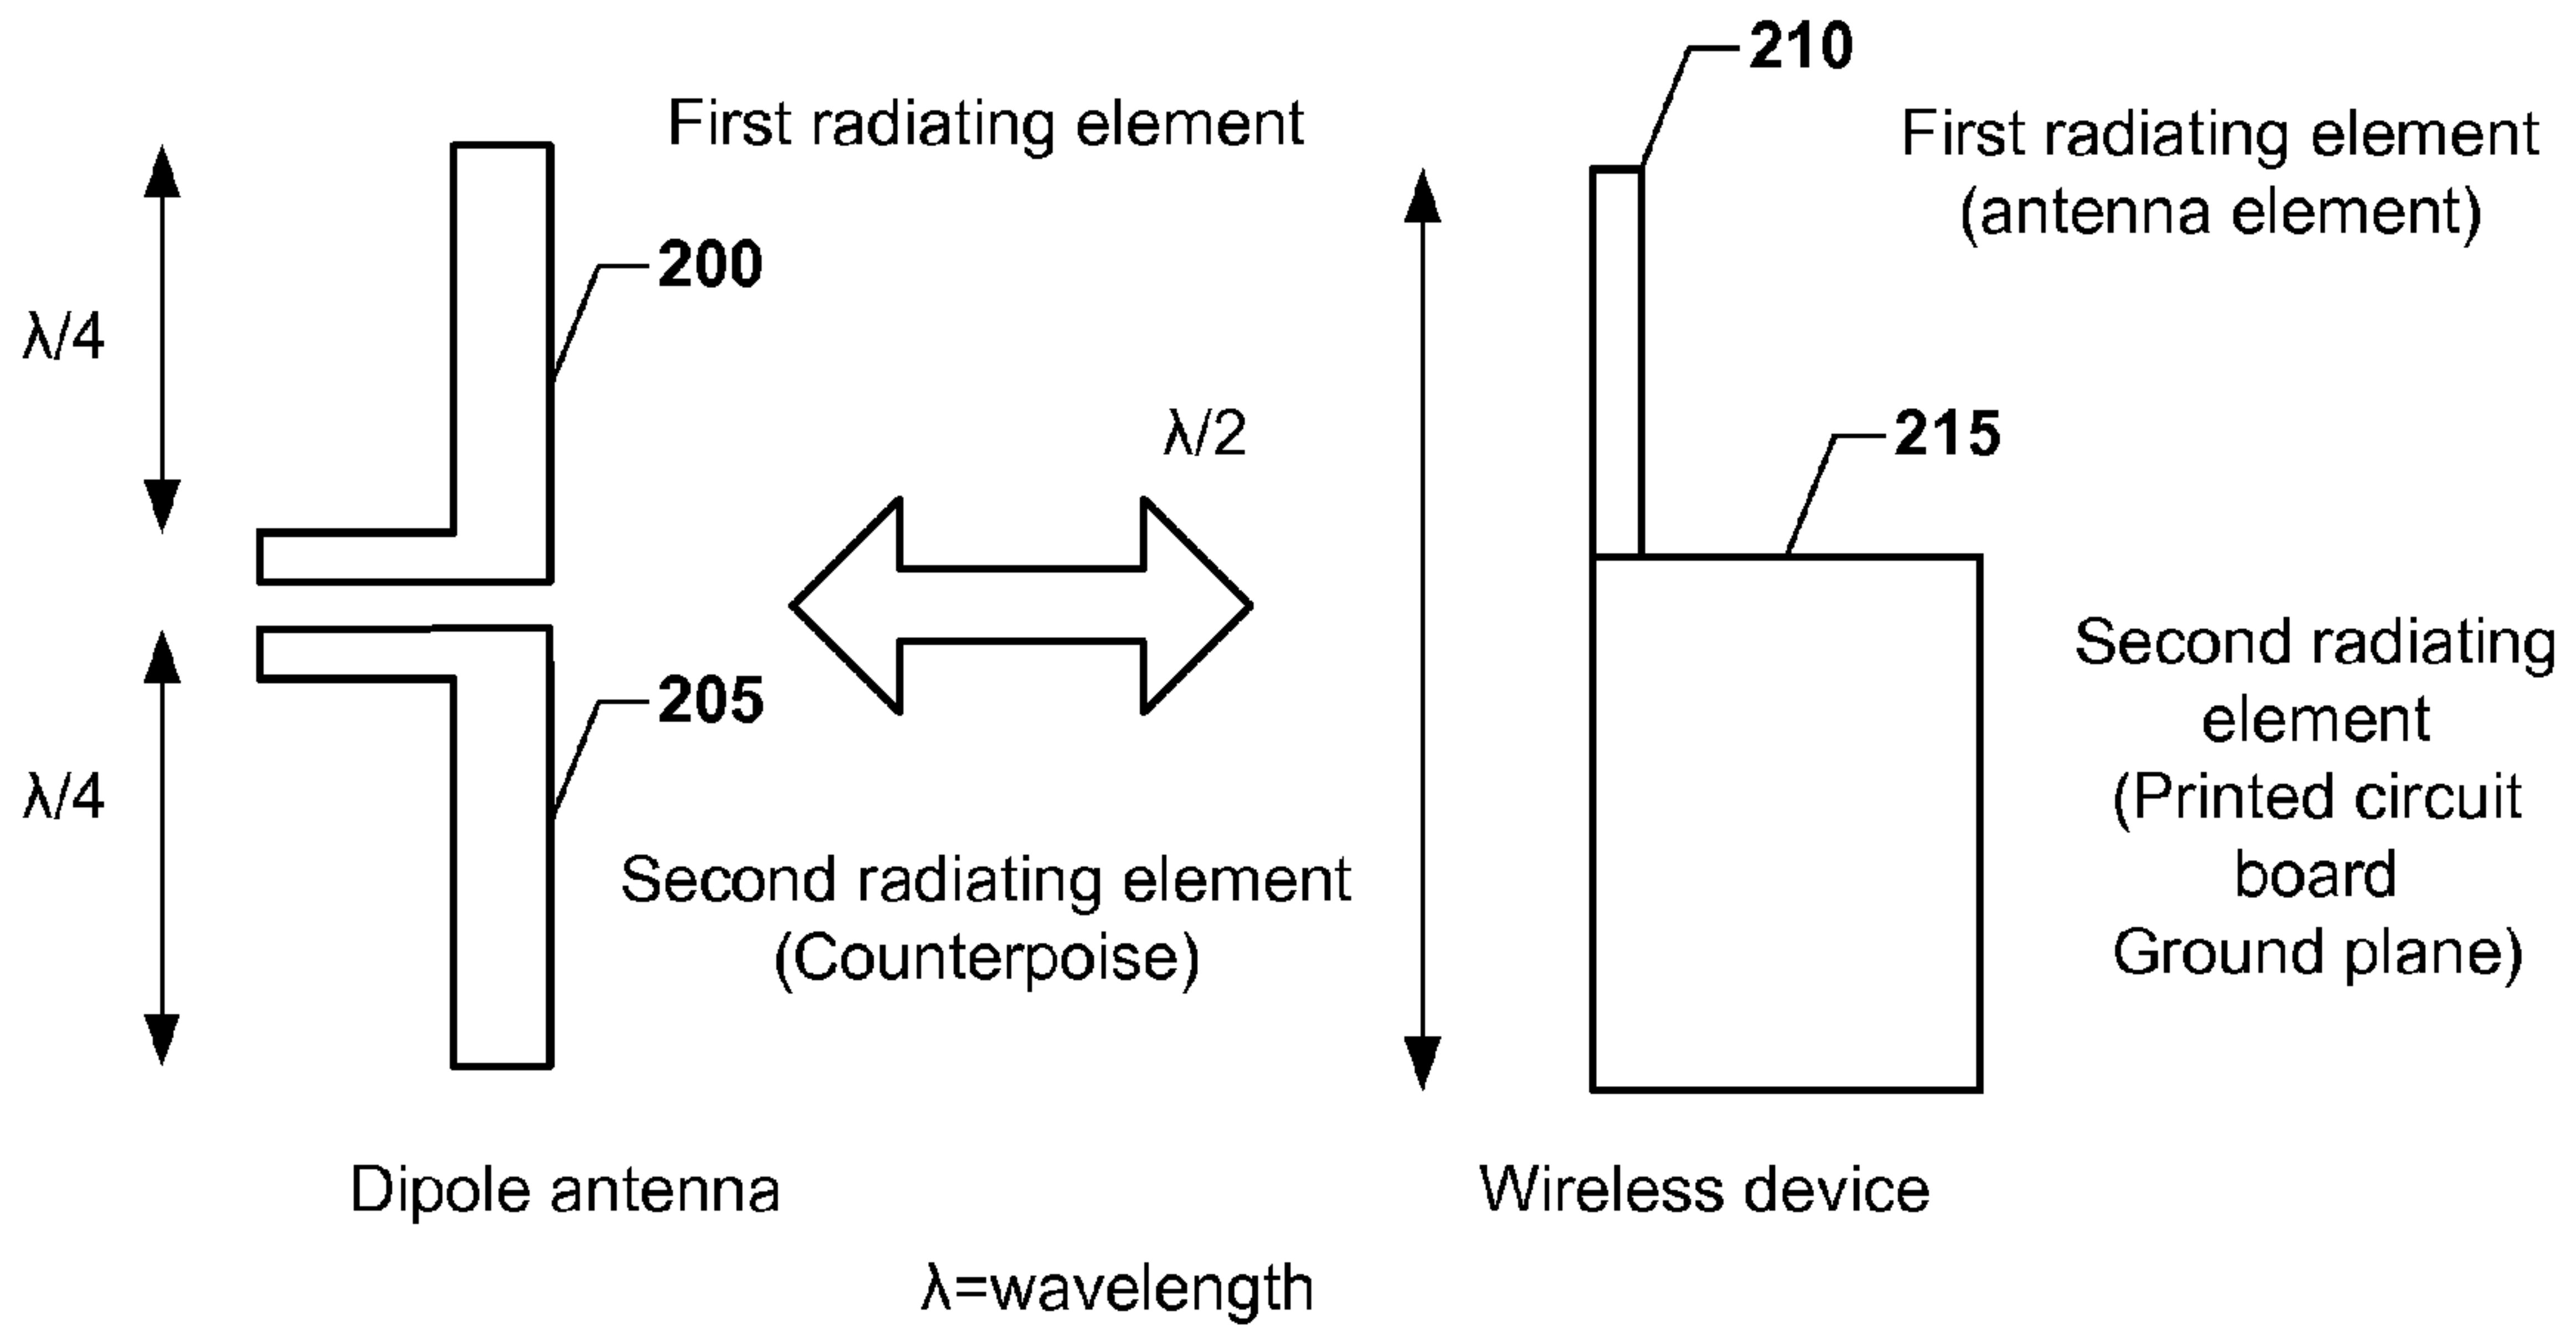 210
First radiating element
First radiating element
(antenna element)
200
λ/4
λ/2
215
205
λ/4
Second radiating
element
(Printed circuit
board
Ground plane)
Second radiating element
(Counterpoise)
Dipole antenna
Wireless device
λ=wavelength